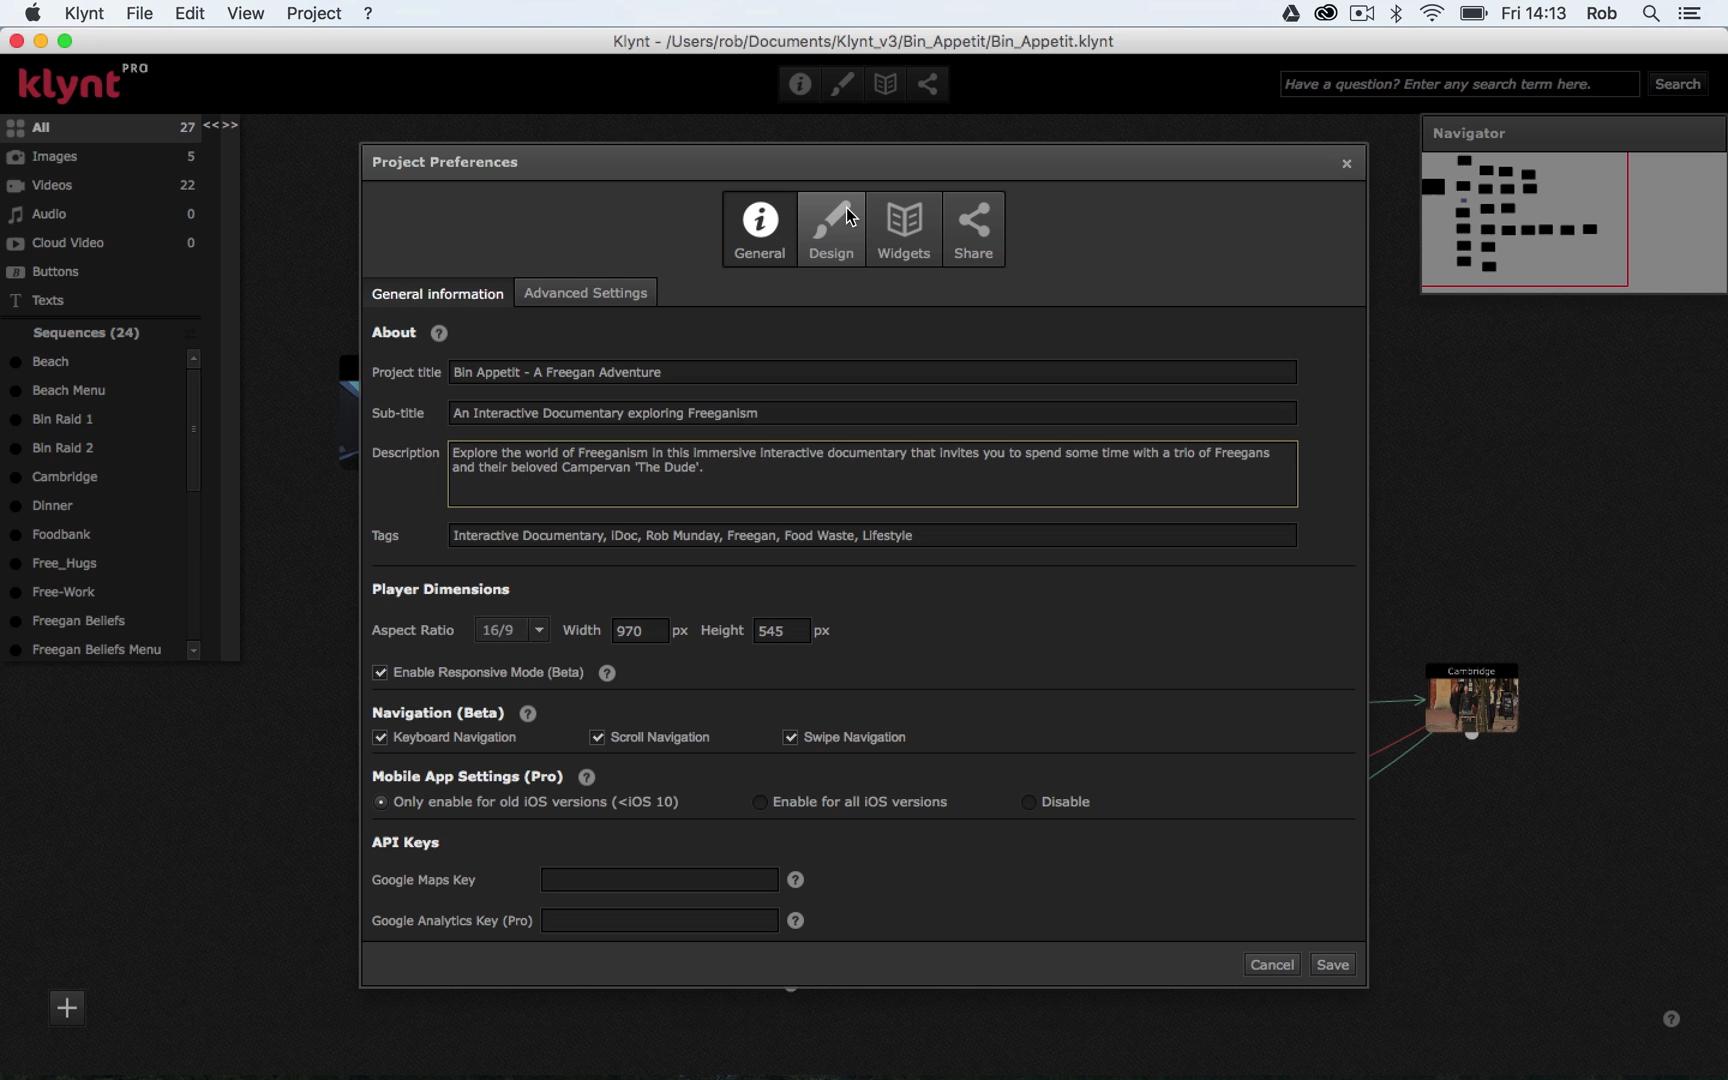 Klynt File Edit View Project ? Fri 14:13 Rob
Klynt - /Users/rob/Documents/Klynt_v3/Bin_Appetit/Bin_Appetit.klynt
klynt PRO
Have a question? Enter any search term here. Search
All 27 <<>>
Images 5
Videos 22
Audio 0
Cloud Video 0
Buttons
Texts
Sequences (24)
Beach
Beach Menu
Bin Raid 1
Bin Raid 2
Cambridge
Dinner
Foodbank
Free_Hugs
Free-Work
Freegan Beliefs
Freegan Beliefs Menu
Project Preferences ×
General Design Widgets Share
General information Advanced Settings
About ?
Project title Bin Appetit - A Freegan Adventure
Sub-title An Interactive Documentary exploring Freeganism
Description Explore the world of Freeganism in this immersive interactive documentary that invites you to spend some time with a trio of Freegans
and their beloved Campervan 'The Dude'.
Tags Interactive Documentary, iDoc, Rob Munday, Freegan, Food Waste, Lifestyle
Player Dimensions
Aspect Ratio 16/9 Width 970 px Height 545 px
Enable Responsive Mode (Beta) ?
Navigation (Beta) ?
Keyboard Navigation Scroll Navigation Swipe Navigation
Mobile App Settings (Pro) ?
Only enable for old iOS versions (<iOS 10) Enable for all iOS versions Disable
API Keys
Google Maps Key ?
Google Analytics Key (Pro) ?
Cancel Save
Navigator
Cambridge
?